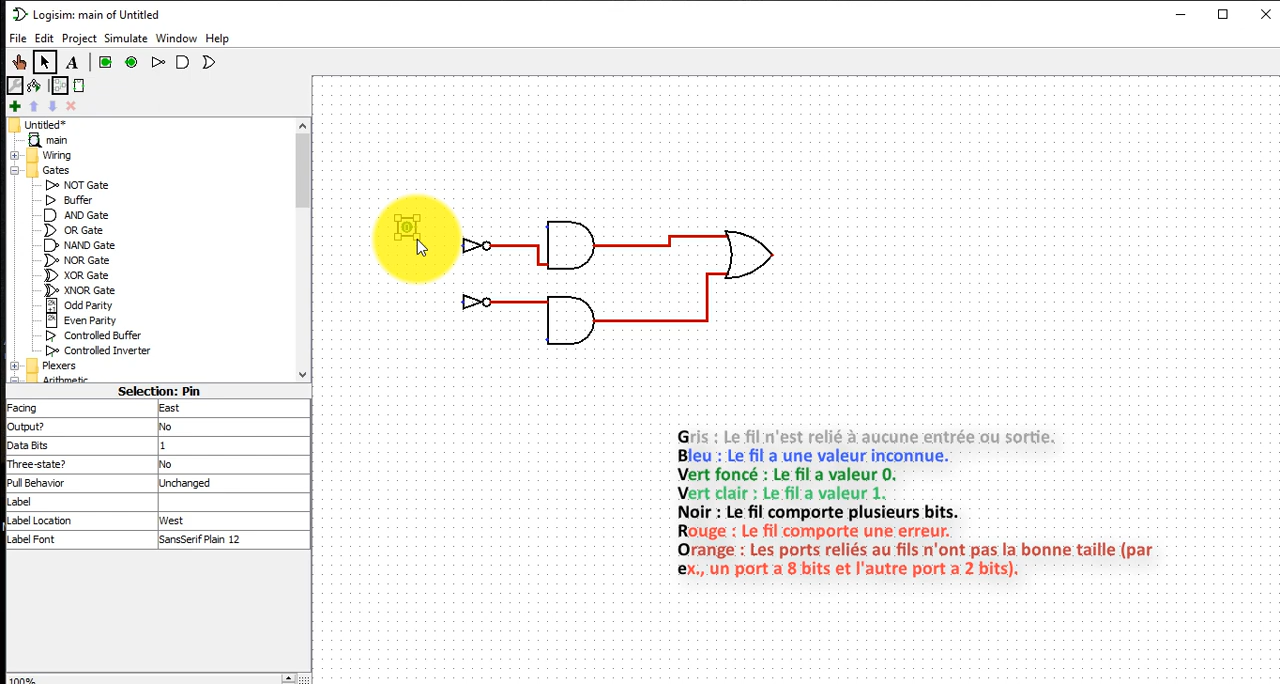 Logisim: main of Untitled
File Edit Project Simulate Window Help
A
Untitled*
main
Wiring
Gates
NOT Gate
Buffer
AND Gate
OR Gate
NAND Gate
NOR Gate
XOR Gate
XNOR Gate
Odd Parity
Even Parity
Controlled Buffer
Controlled Inverter
Plexers
Arithmetic
Selection: Pin
Facing East
Output? No
Data Bits 1
Three-state? No
Pull Behavior Unchanged
Label
Label Location West
Label Font SansSerif Plain 12
100%
Gris : Le fil n'est relié à aucune entrée ou sortie.
Bleu : Le fil a une valeur inconnue.
Vert foncé : Le fil a valeur 0.
Vert clair : Le fil a valeur 1.
Noir : Le fil comporte plusieurs bits.
Rouge : Le fil comporte une erreur.
Orange : Les ports reliés au fils n'ont pas la bonne taille (par
ex., un port a 8 bits et l'autre port a 2 bits).